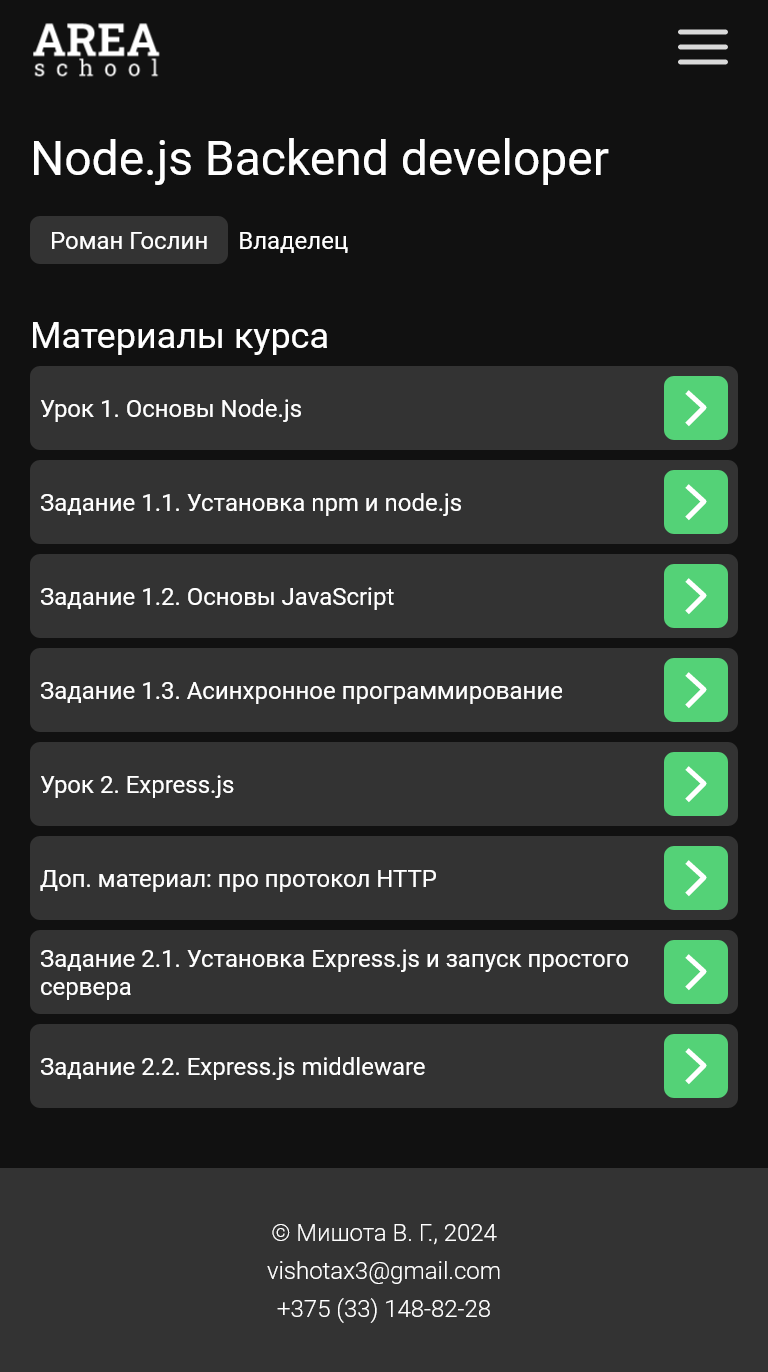 AREA
school
Node.js Backend developer
Роман Гослин Владелец
Материалы курса
Урок 1. Основы Node.js
Задание 1.1. Установка npm и node.js
Задание 1.2. Основы JavaScript
Задание 1.3. Асинхронное программирование
Урок 2. Express.js
Доп. материал: про протокол HTTP
Задание 2.1. Установка Express.js и запуск простого
сервера
Задание 2.2. Express.js middleware
© Мишота В. Г., 2024
vishotax3@gmail.com
+375 (33) 148-82-28